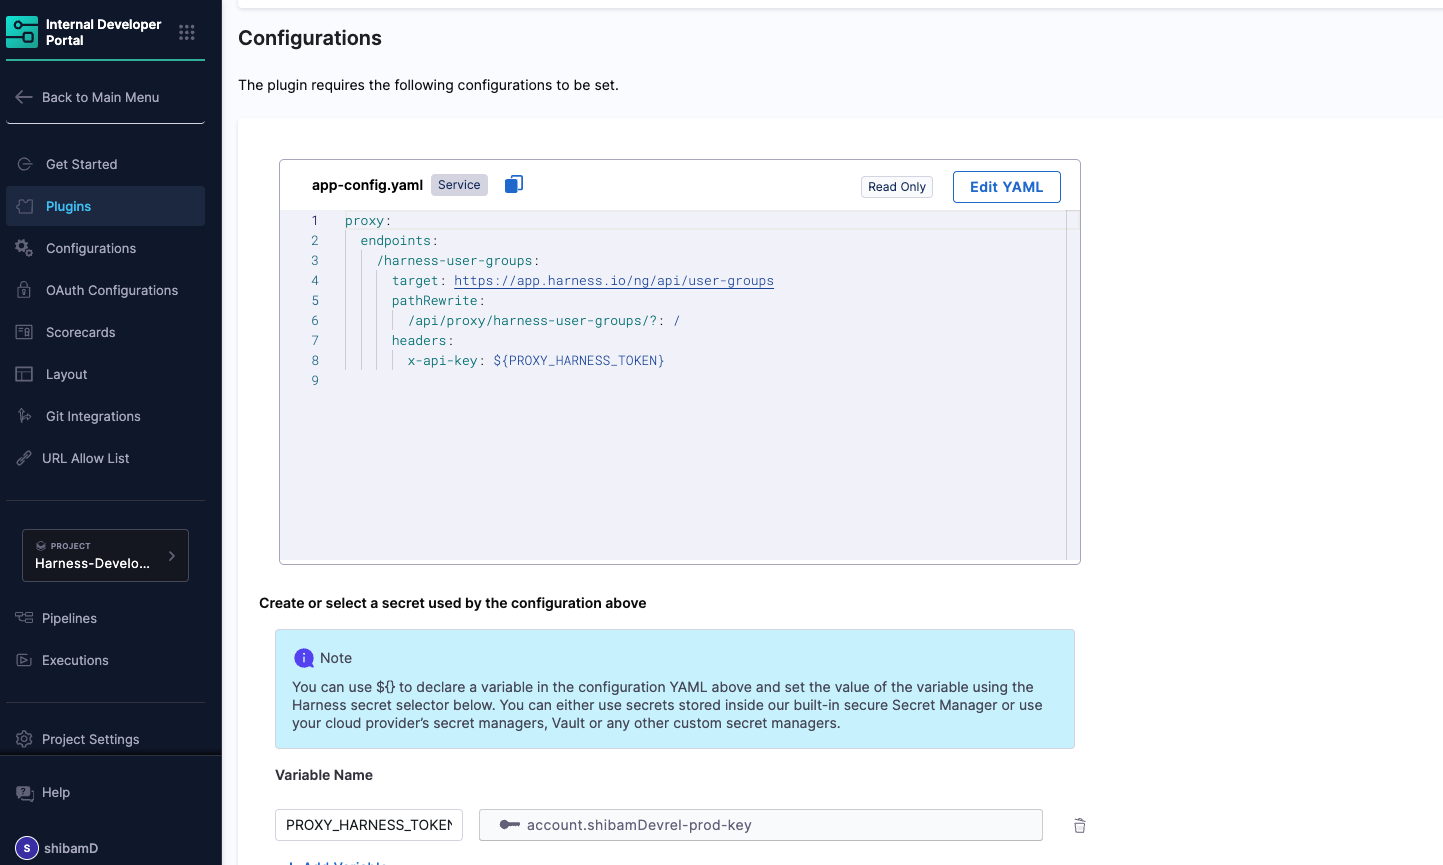 Internal Developer
Portal
Back to Main Menu
Get Started
Plugins
Configurations
OAuth Configurations
Scorecards
Layout
Git Integrations
URL Allow List
PROJECT
Harness-Develo...
Pipelines
Executions
Project Settings
Help
S shibamD
Configurations
The plugin requires the following configurations to be set.
app-config.yaml Service Read Only Edit YAML
1 proxy:
2 endpoints:
3 /harness-user-groups:
4 target: https://app.harness.io/ng/api/user-groups
5 pathRewrite:
6 /api/proxy/harness-user-groups/?: /
7 headers:
8 x-api-key: ${PROXY_HARNESS_TOKEN}
9
Create or select a secret used by the configuration above
Note
You can use ${} to declare a variable in the configuration YAML above and set the value of the variable using the
Harness secret selector below. You can either use secrets stored inside our built-in secure Secret Manager or use
your cloud provider's secret managers, Vault or any other custom secret managers.
Variable Name
PROXY_HARNESS_TOKEN account.shibamDevrel-prod-key
+ Add Variable